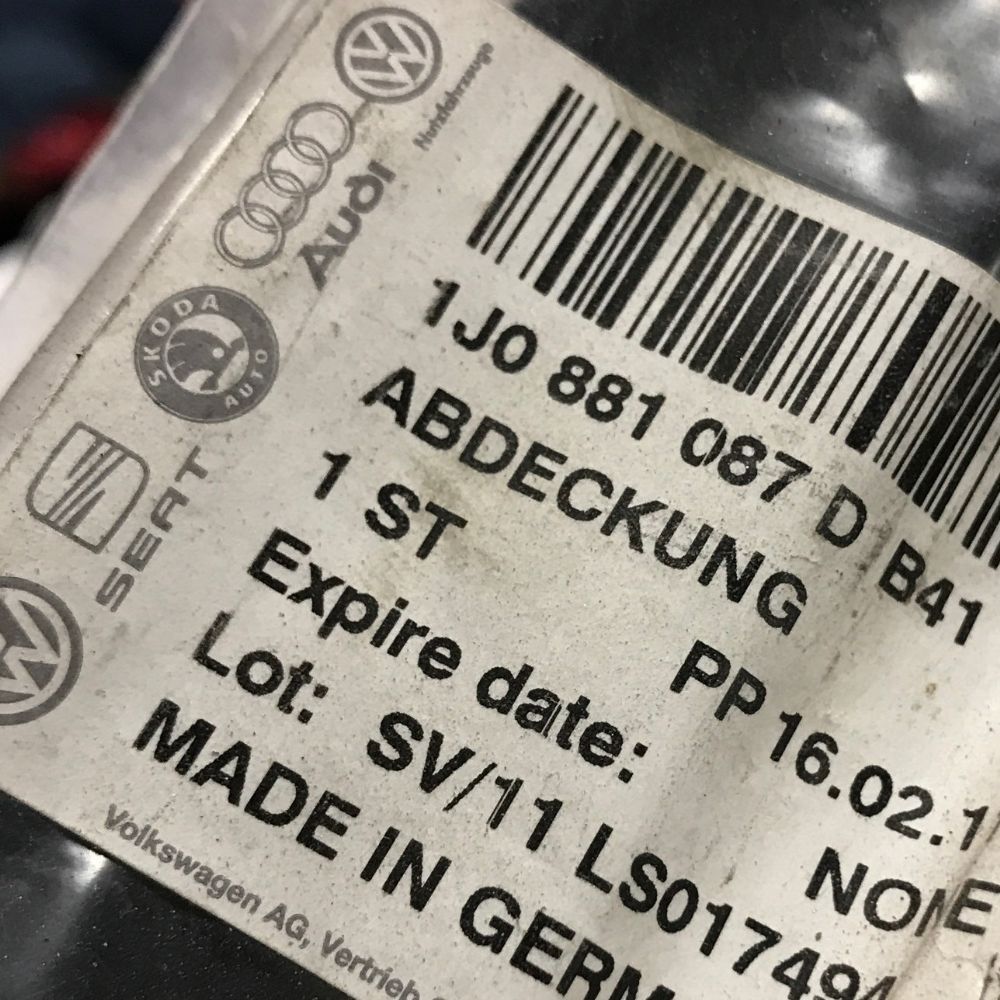 Nutzfahrzeuge
Audi
SKODA
AUTO
SEAT
1J0 881 087 D B41
ABDECKUNG
1 ST
PP 16.02.1
Expire date: NONE
Lot: SV/11 LS017494
MADE IN GERM
Volkswagen AG, Vertrieb